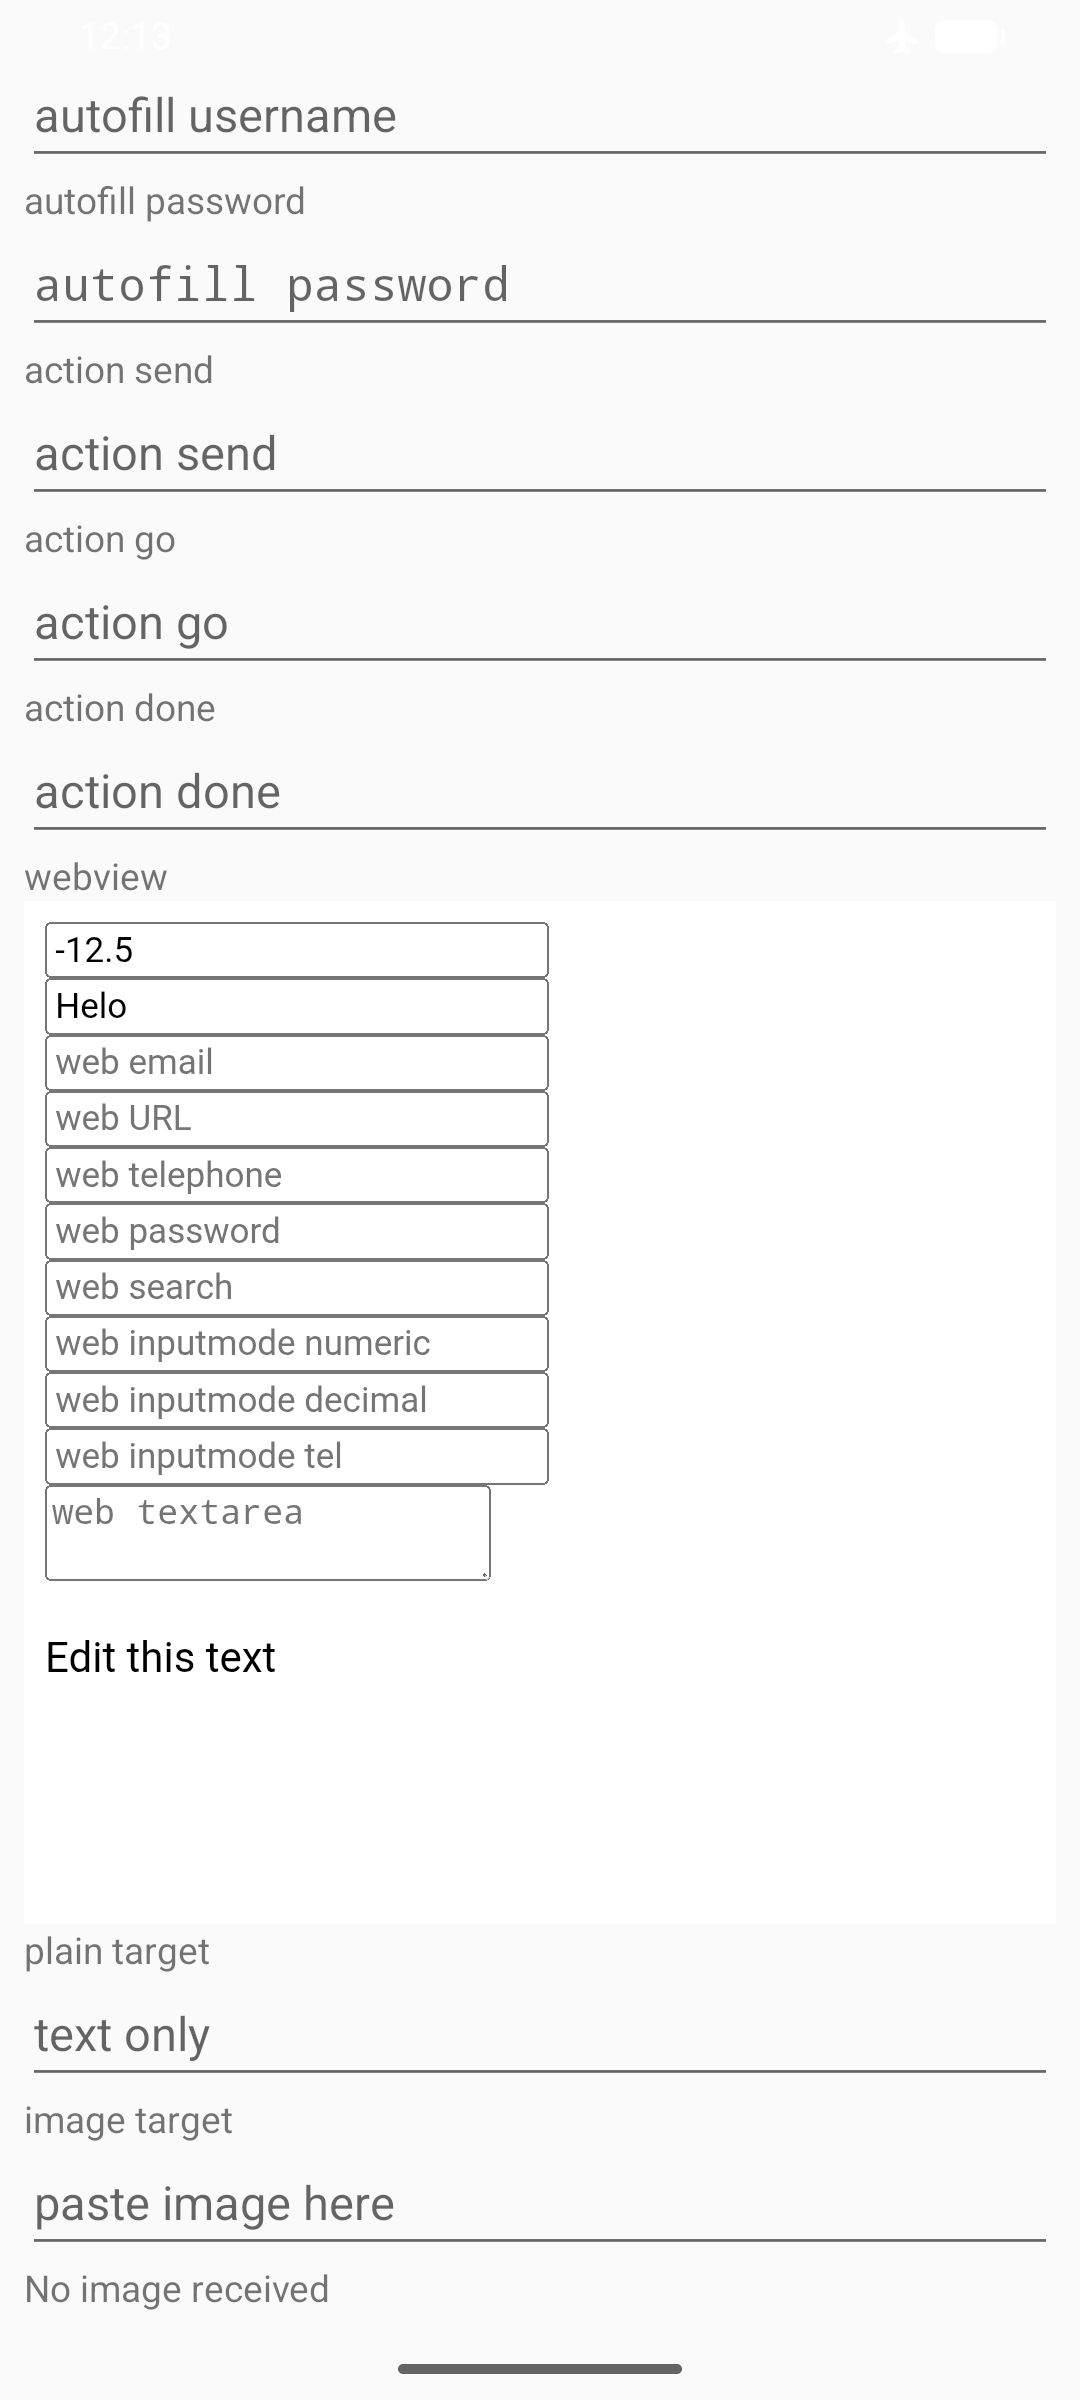 12:13
autofill username
autofill password
autofill password
action send
action send
action go
action go
action done
action done
webview
-12.5
Helo
web email
web URL
web telephone
web password
web search
web inputmode numeric
web inputmode decimal
web inputmode tel
web textarea
Edit this text
plain target
text only
image target
paste image here
No image received